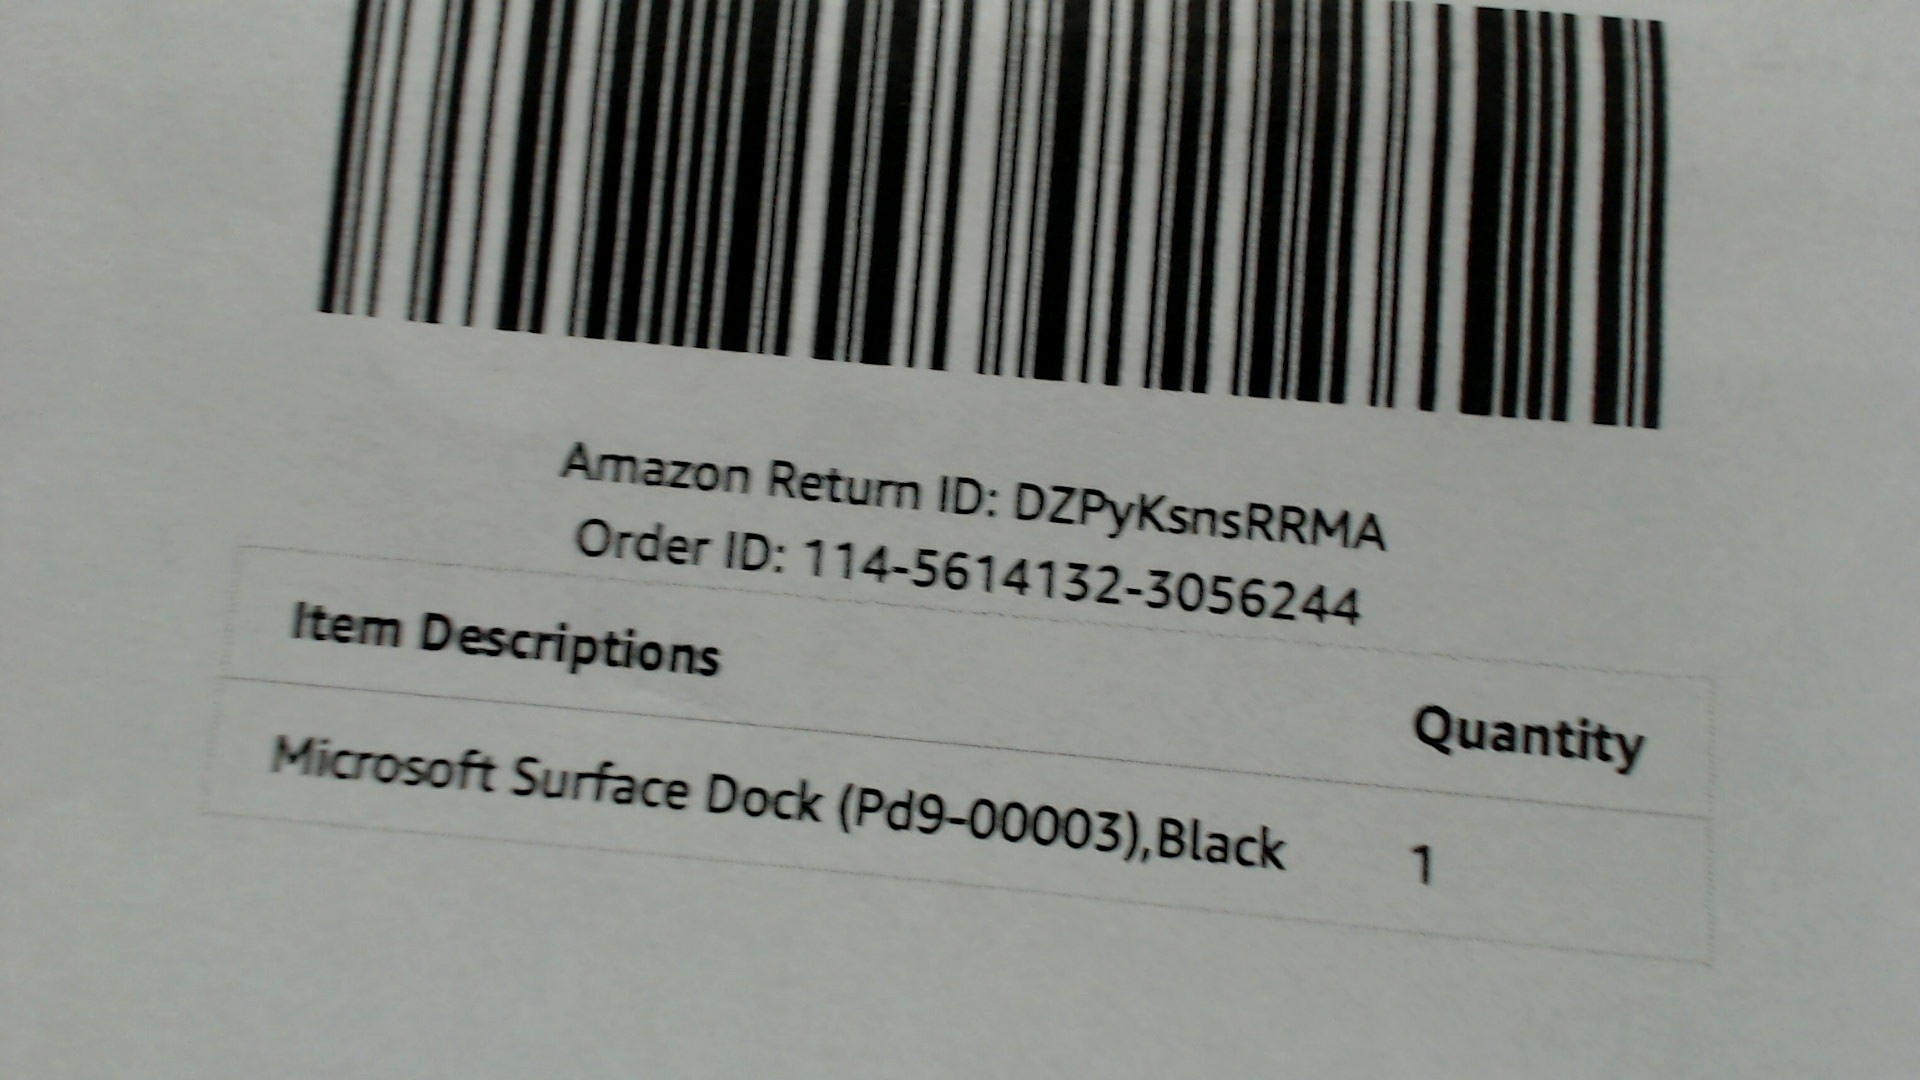 Amazon Return ID: DZPyKsnsRRMA
Order ID: 114-5614132-3056244
Item Descriptions
Quantity
Microsoft Surface Dock (Pd9-00003),Black
1